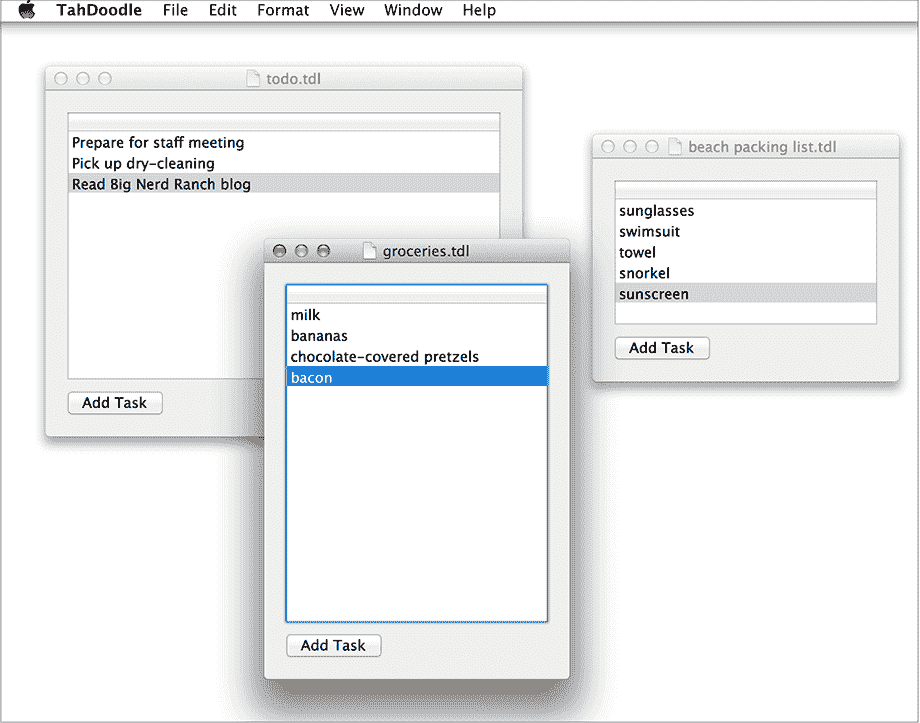 TahDoodle File Edit Format View Window Help
todo.tdl
Prepare for staff meeting
Pick up dry-cleaning
Read Big Nerd Ranch blog
Add Task
beach packing list.tdl
sunglasses
swimsuit
towel
snorkel
sunscreen
Add Task
groceries.tdl
milk
bananas
chocolate-covered pretzels
bacon
Add Task